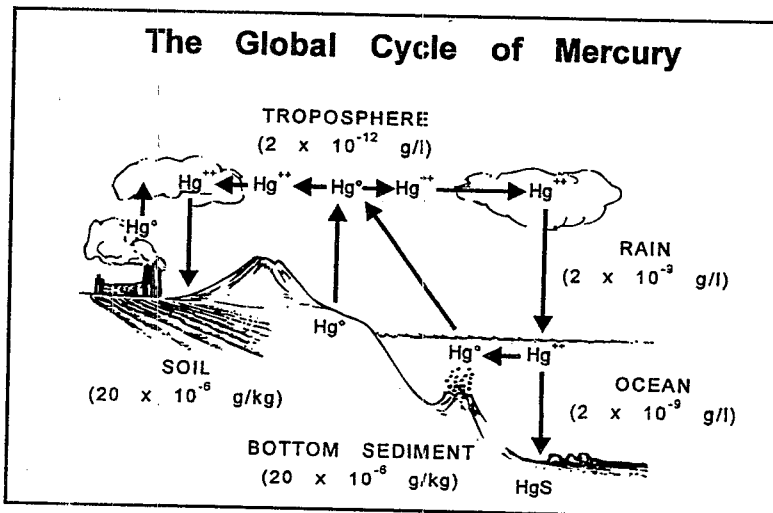 The Global Cycle of Mercury
TROPOSPHERE
(2 x 10⁻¹² g/l)
Hg⁺⁺ Hg⁺⁺ Hg° Hg⁺⁺ Hg⁺⁺
Hg°
RAIN
(2 x 10⁻⁹ g/l)
Hg°
Hg° Hg⁺⁺
SOIL
(20 x 10⁻⁶ g/kg)
OCEAN
(2 x 10⁻⁹ g/l)
BOTTOM SEDIMENT
(20 x 10⁻⁶ g/kg)
HgS